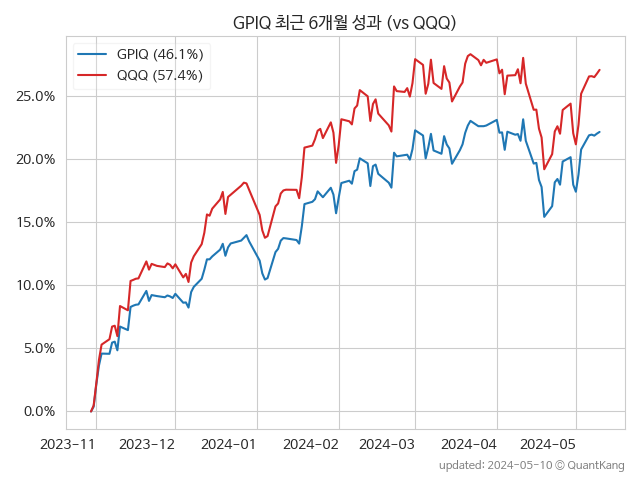 GPIQ 최근 6개월 성과 (vs QQQ)
GPIQ (46.1%)
QQQ (57.4%)
25.0%
20.0%
15.0%
10.0%
5.0%
0.0%
2023-11 2023-12 2024-01 2024-02 2024-03 2024-04 2024-05
updated: 2024-05-10 © QuantKang